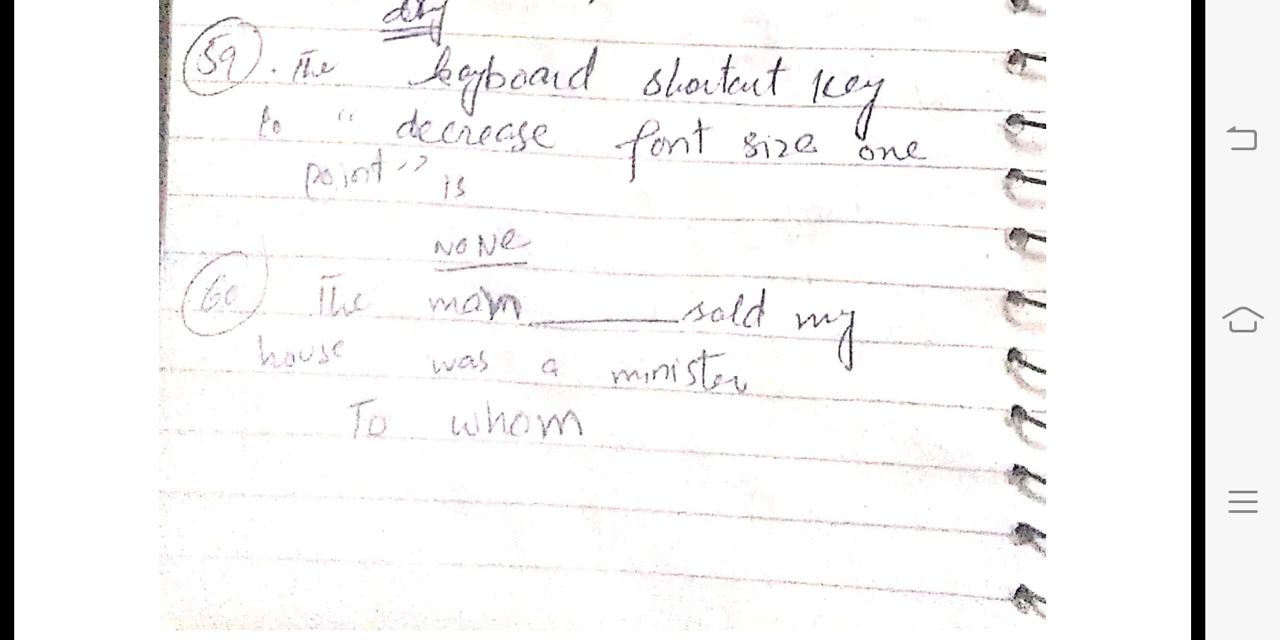 59. The keyboard shortcut key
to "decrease font size one
point" is
NONE
60 The man ______ sold my
house was a minister
To whom